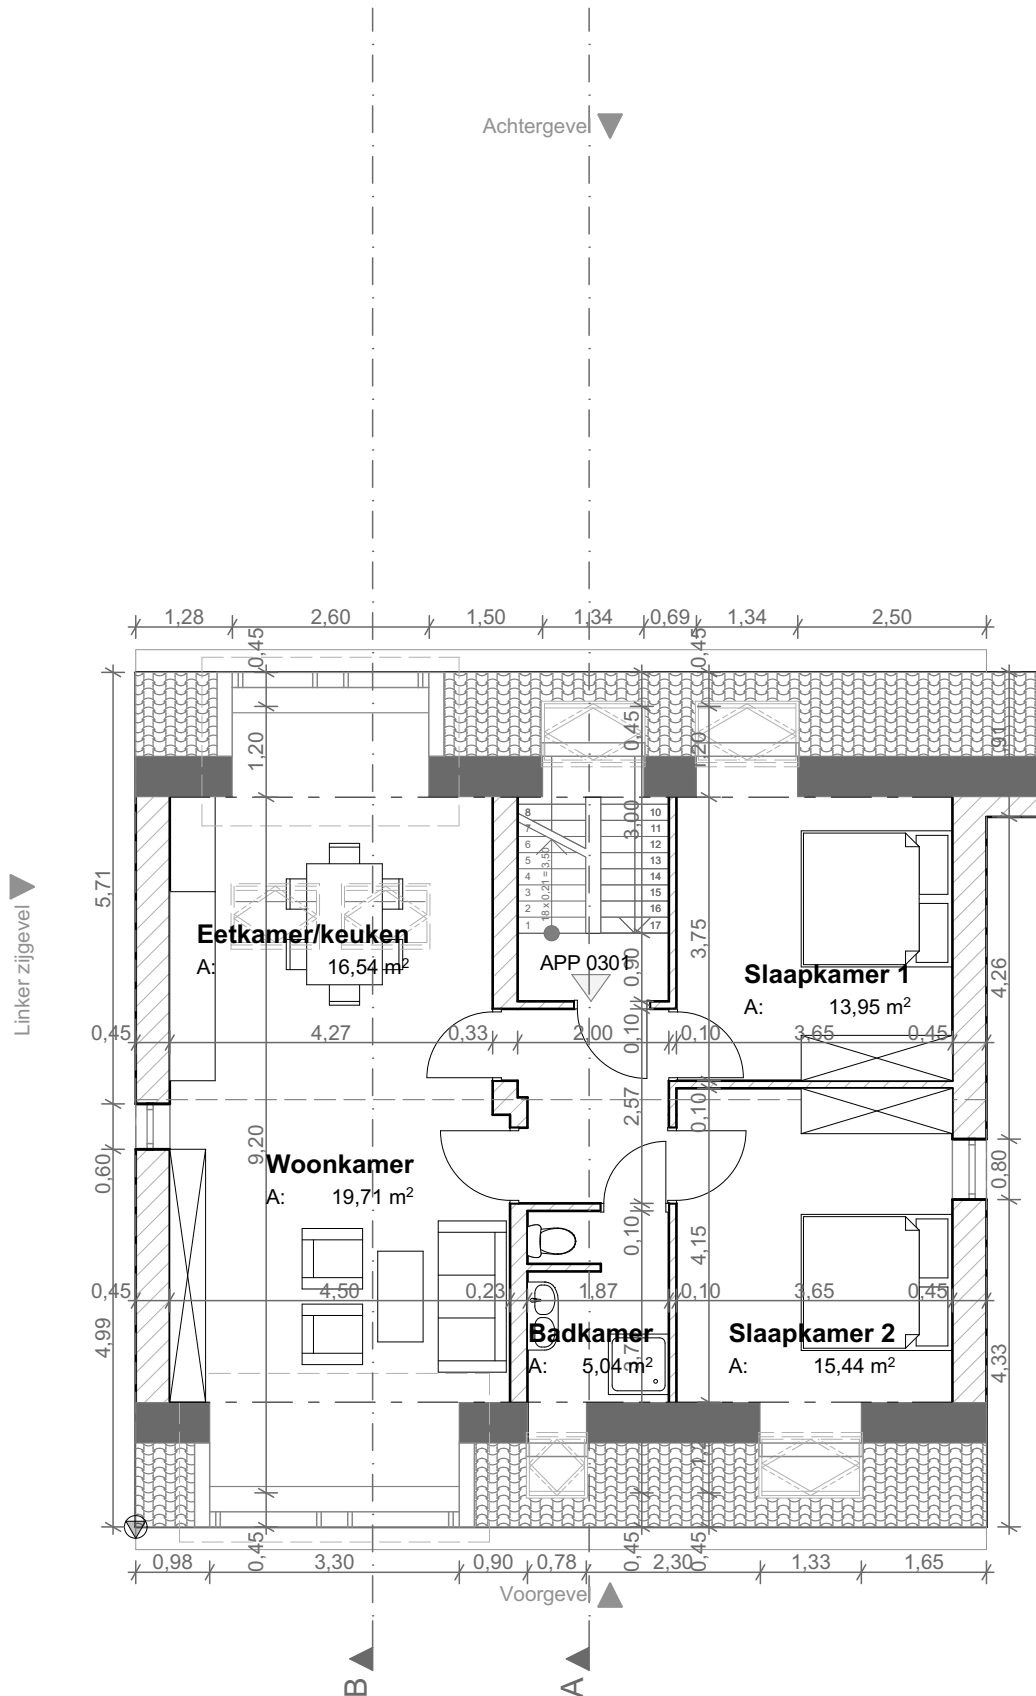 Achtergevel
1,28 2,60 1,50 1,34 0,69 1,34 2,50
0,45
0,45
0,45
1,20
1,20
3,00
5,71
Linker zijgevel
8
7
6
5
4
3
2
1
10
11
12
13
14
15
16
17
18 x 0,21 = 3,50
Eetkamer/keuken
A: 16,54 m²
APP 0301
0,90
3,75
Slaapkamer 1
A: 13,95 m²
4,26
0,45 4,27 0,33 2,00 0,10 3,65 0,45
0,10
2,57
0,10
9,20
0,60
0,80
Woonkamer
A: 19,71 m²
0,10
4,15
0,45 4,50 0,23 1,87 0,10 3,65 0,45
4,99
4,33
Badkamer
A: 5,04 m²
Slaapkamer 2
A: 15,44 m²
0,45
0,45
0,45
0,98 3,30 0,90 0,78 2,30 1,33 1,65
Voorgevel
B
A